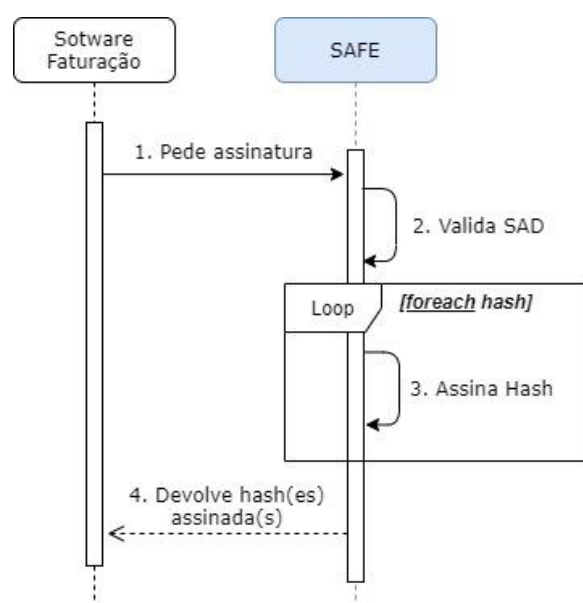 Sotware
Faturação
SAFE
1. Pede assinatura
2. Valida SAD
Loop
[foreach hash]
3. Assina Hash
4. Devolve hash(es)
assinada(s)